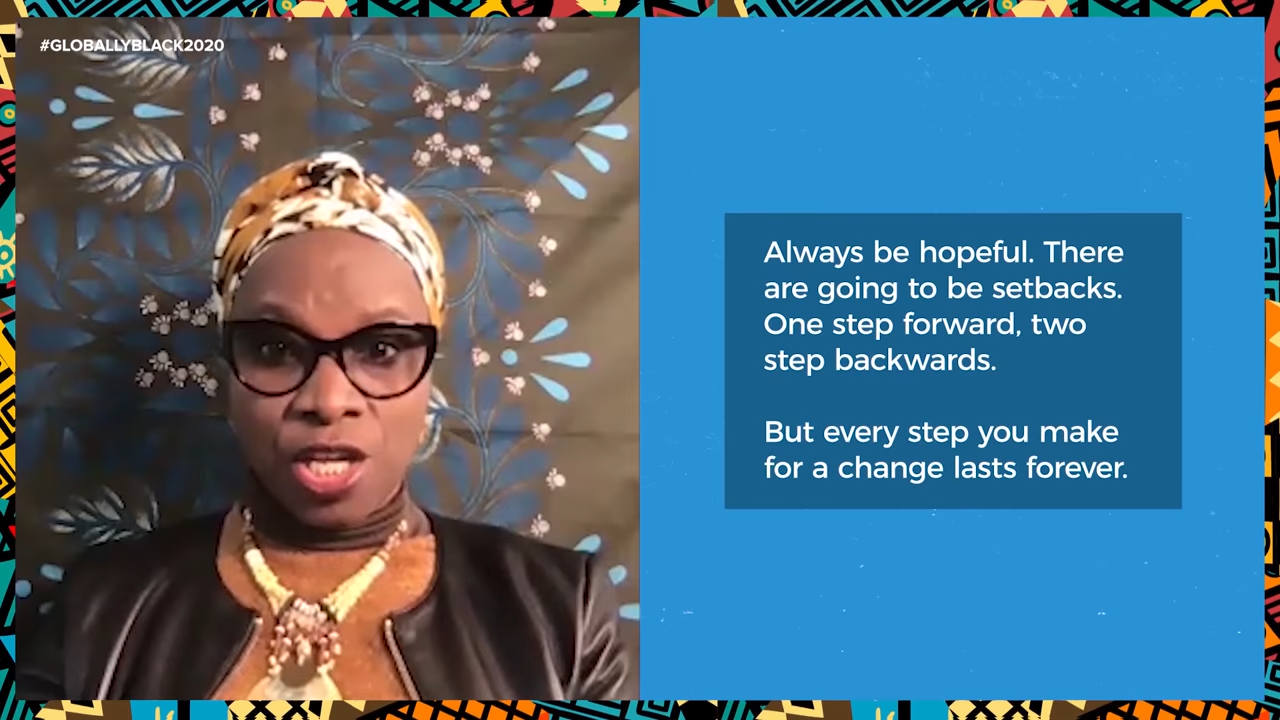 #GLOBALLYBLACK2020
Always be hopeful. There
are going to be setbacks.
One step forward, two
step backwards.
But every step you make
for a change lasts forever.